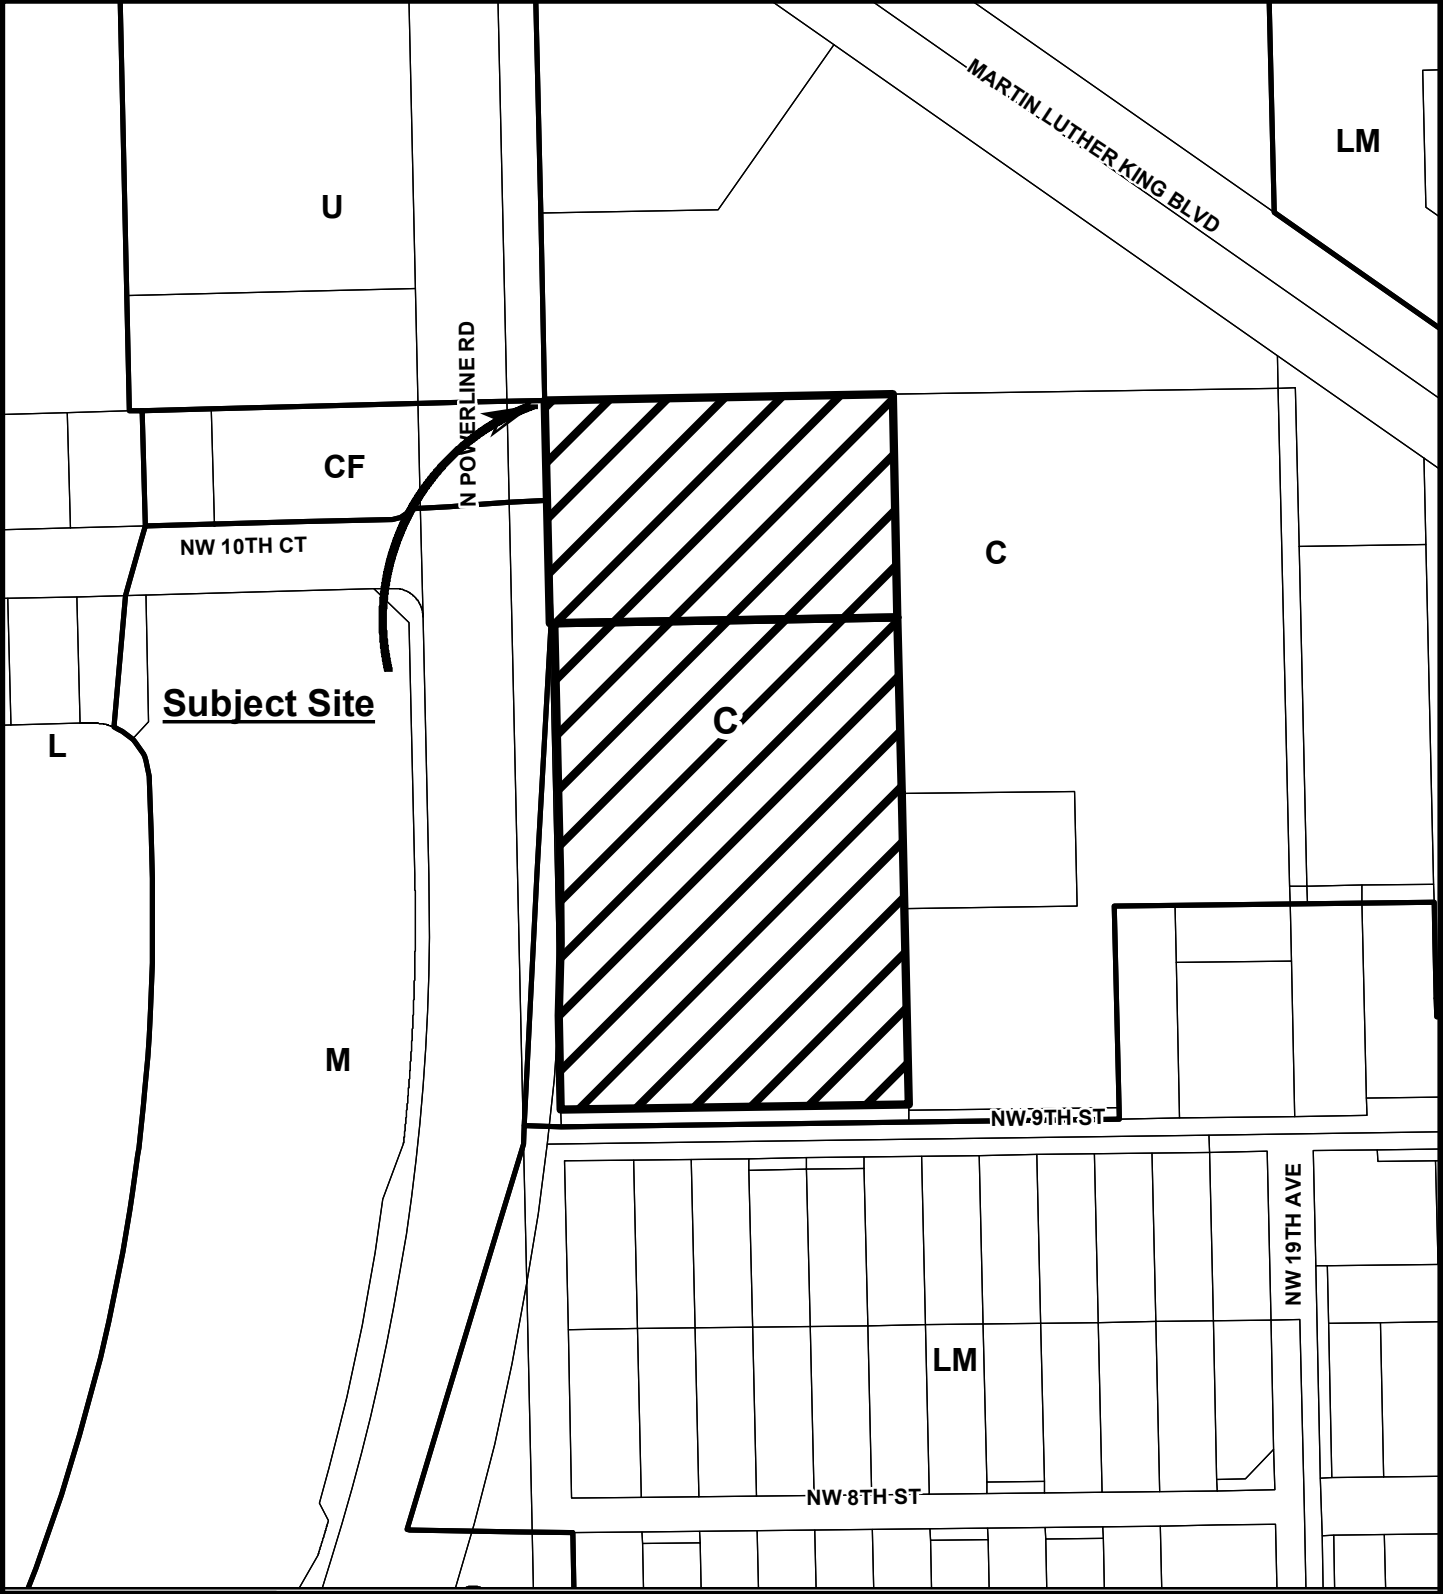 MARTIN LUTHER KING BLVD
LM
U
N POWERLINE RD
CF
NW 10TH CT
C
Subject Site
C
L
M
NW 9TH ST
NW 19TH AVE
LM
NW 8TH ST